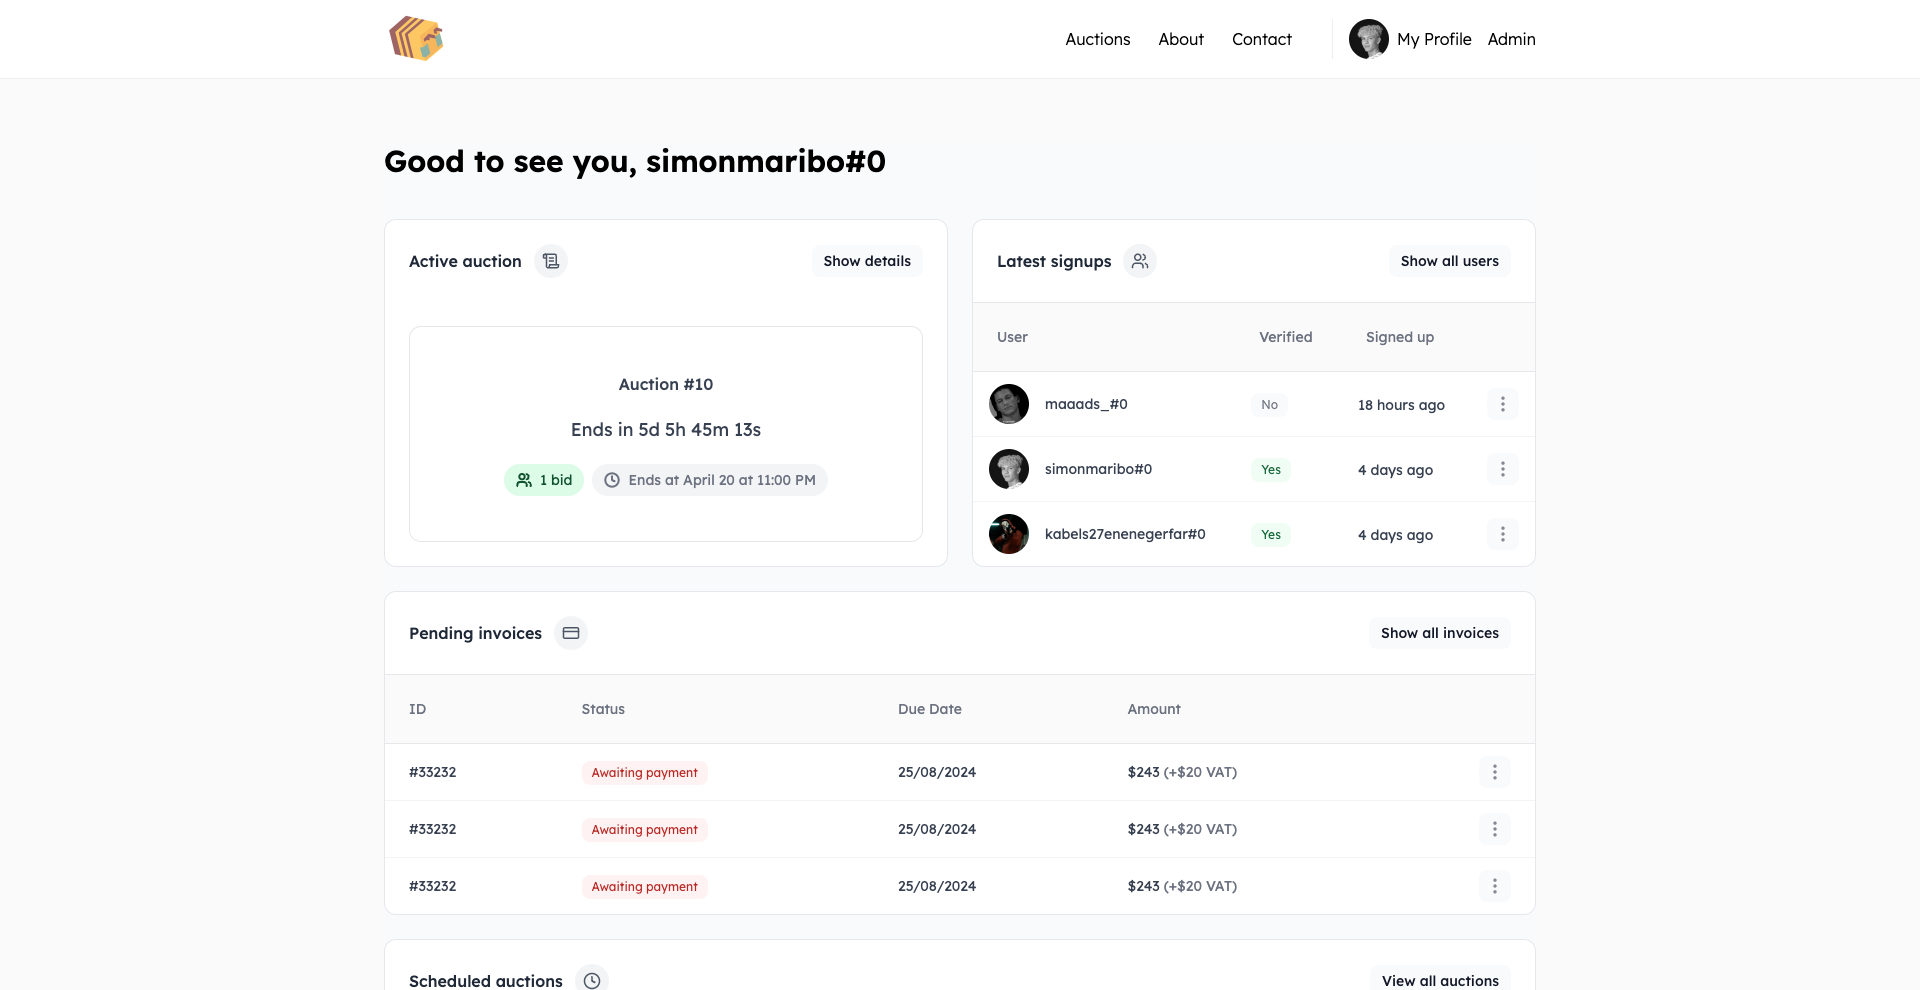 Auctions About Contact My Profile Admin
Good to see you, simonmaribo#0
Active auction Show details
Auction #10
Ends in 5d 5h 45m 13s
1 bid Ends at April 20 at 11:00 PM
Latest signups Show all users
User Verified Signed up
maaads_#0 No 18 hours ago
simonmaribo#0 Yes 4 days ago
kabels27enenegerfar#0 Yes 4 days ago
Pending invoices Show all invoices
ID Status Due Date Amount
#33232 Awaiting payment 25/08/2024 $243 (+$20 VAT)
#33232 Awaiting payment 25/08/2024 $243 (+$20 VAT)
#33232 Awaiting payment 25/08/2024 $243 (+$20 VAT)
Scheduled auctions View all auctions